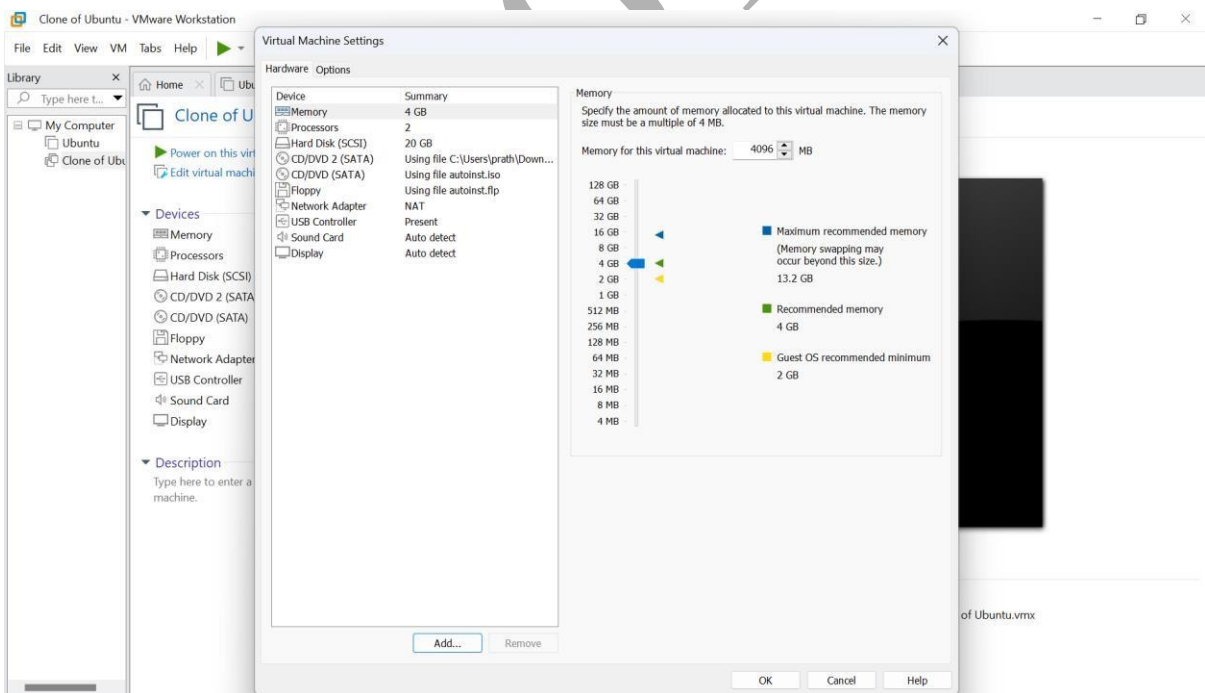 Clone of Ubuntu - VMware Workstation
File Edit View VM Tabs Help
Library
Type here t...
My Computer
Ubuntu
Clone of Ubu
Home
Ubu
Clone of U
Power on this virt
Edit virtual machi
Devices
Memory
Processors
Hard Disk (SCSI)
CD/DVD 2 (SATA
CD/DVD (SATA)
Floppy
Network Adapter
USB Controller
Sound Card
Display
Description
Type here to enter a
machine.
Virtual Machine Settings
Hardware Options
Device Summary
Memory 4 GB
Processors 2
Hard Disk (SCSI) 20 GB
CD/DVD 2 (SATA) Using file C:\Users\prath\Down...
CD/DVD (SATA) Using file autoinst.iso
Floppy Using file autoinst.flp
Network Adapter NAT
USB Controller Present
Sound Card Auto detect
Display Auto detect
Add... Remove
Memory
Specify the amount of memory allocated to this virtual machine. The memory
size must be a multiple of 4 MB.
Memory for this virtual machine: 4096 MB
128 GB
64 GB
32 GB
16 GB
8 GB
4 GB
2 GB
1 GB
512 MB
256 MB
128 MB
64 MB
32 MB
16 MB
8 MB
4 MB
Maximum recommended memory
(Memory swapping may
occur beyond this size.)
13.2 GB
Recommended memory
4 GB
Guest OS recommended minimum
2 GB
OK Cancel Help
of Ubuntu.vmx